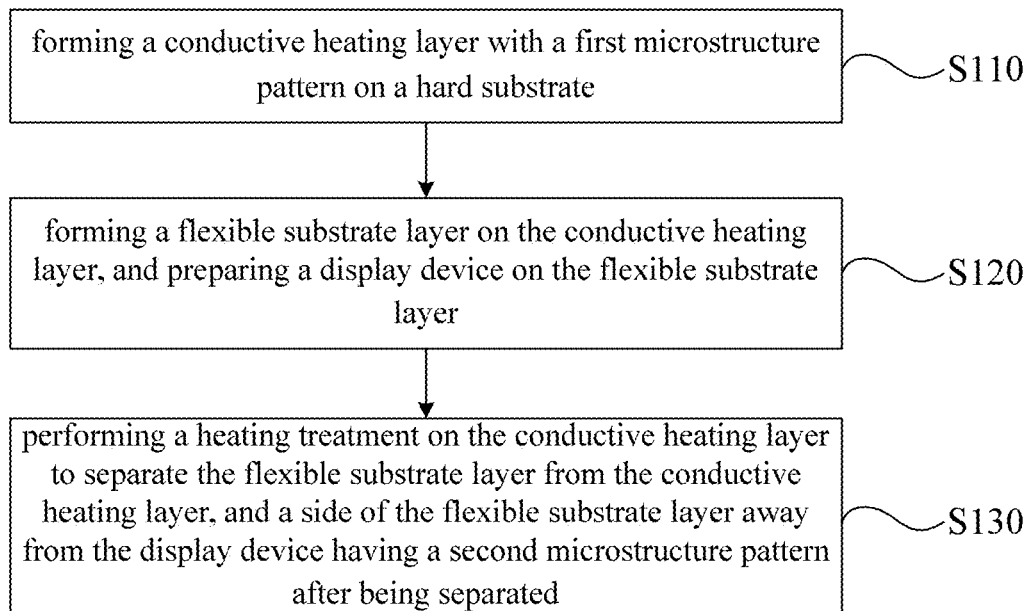 forming a conductive heating layer with a first microstructure
pattern on a hard substrate
S110
forming a flexible substrate layer on the conductive heating
layer, and preparing a display device on the flexible substrate
layer
S120
performing a heating treatment on the conductive heating layer
to separate the flexible substrate layer from the conductive
heating layer, and a side of the flexible substrate layer away
from the display device having a second microstructure pattern
after being separated
S130